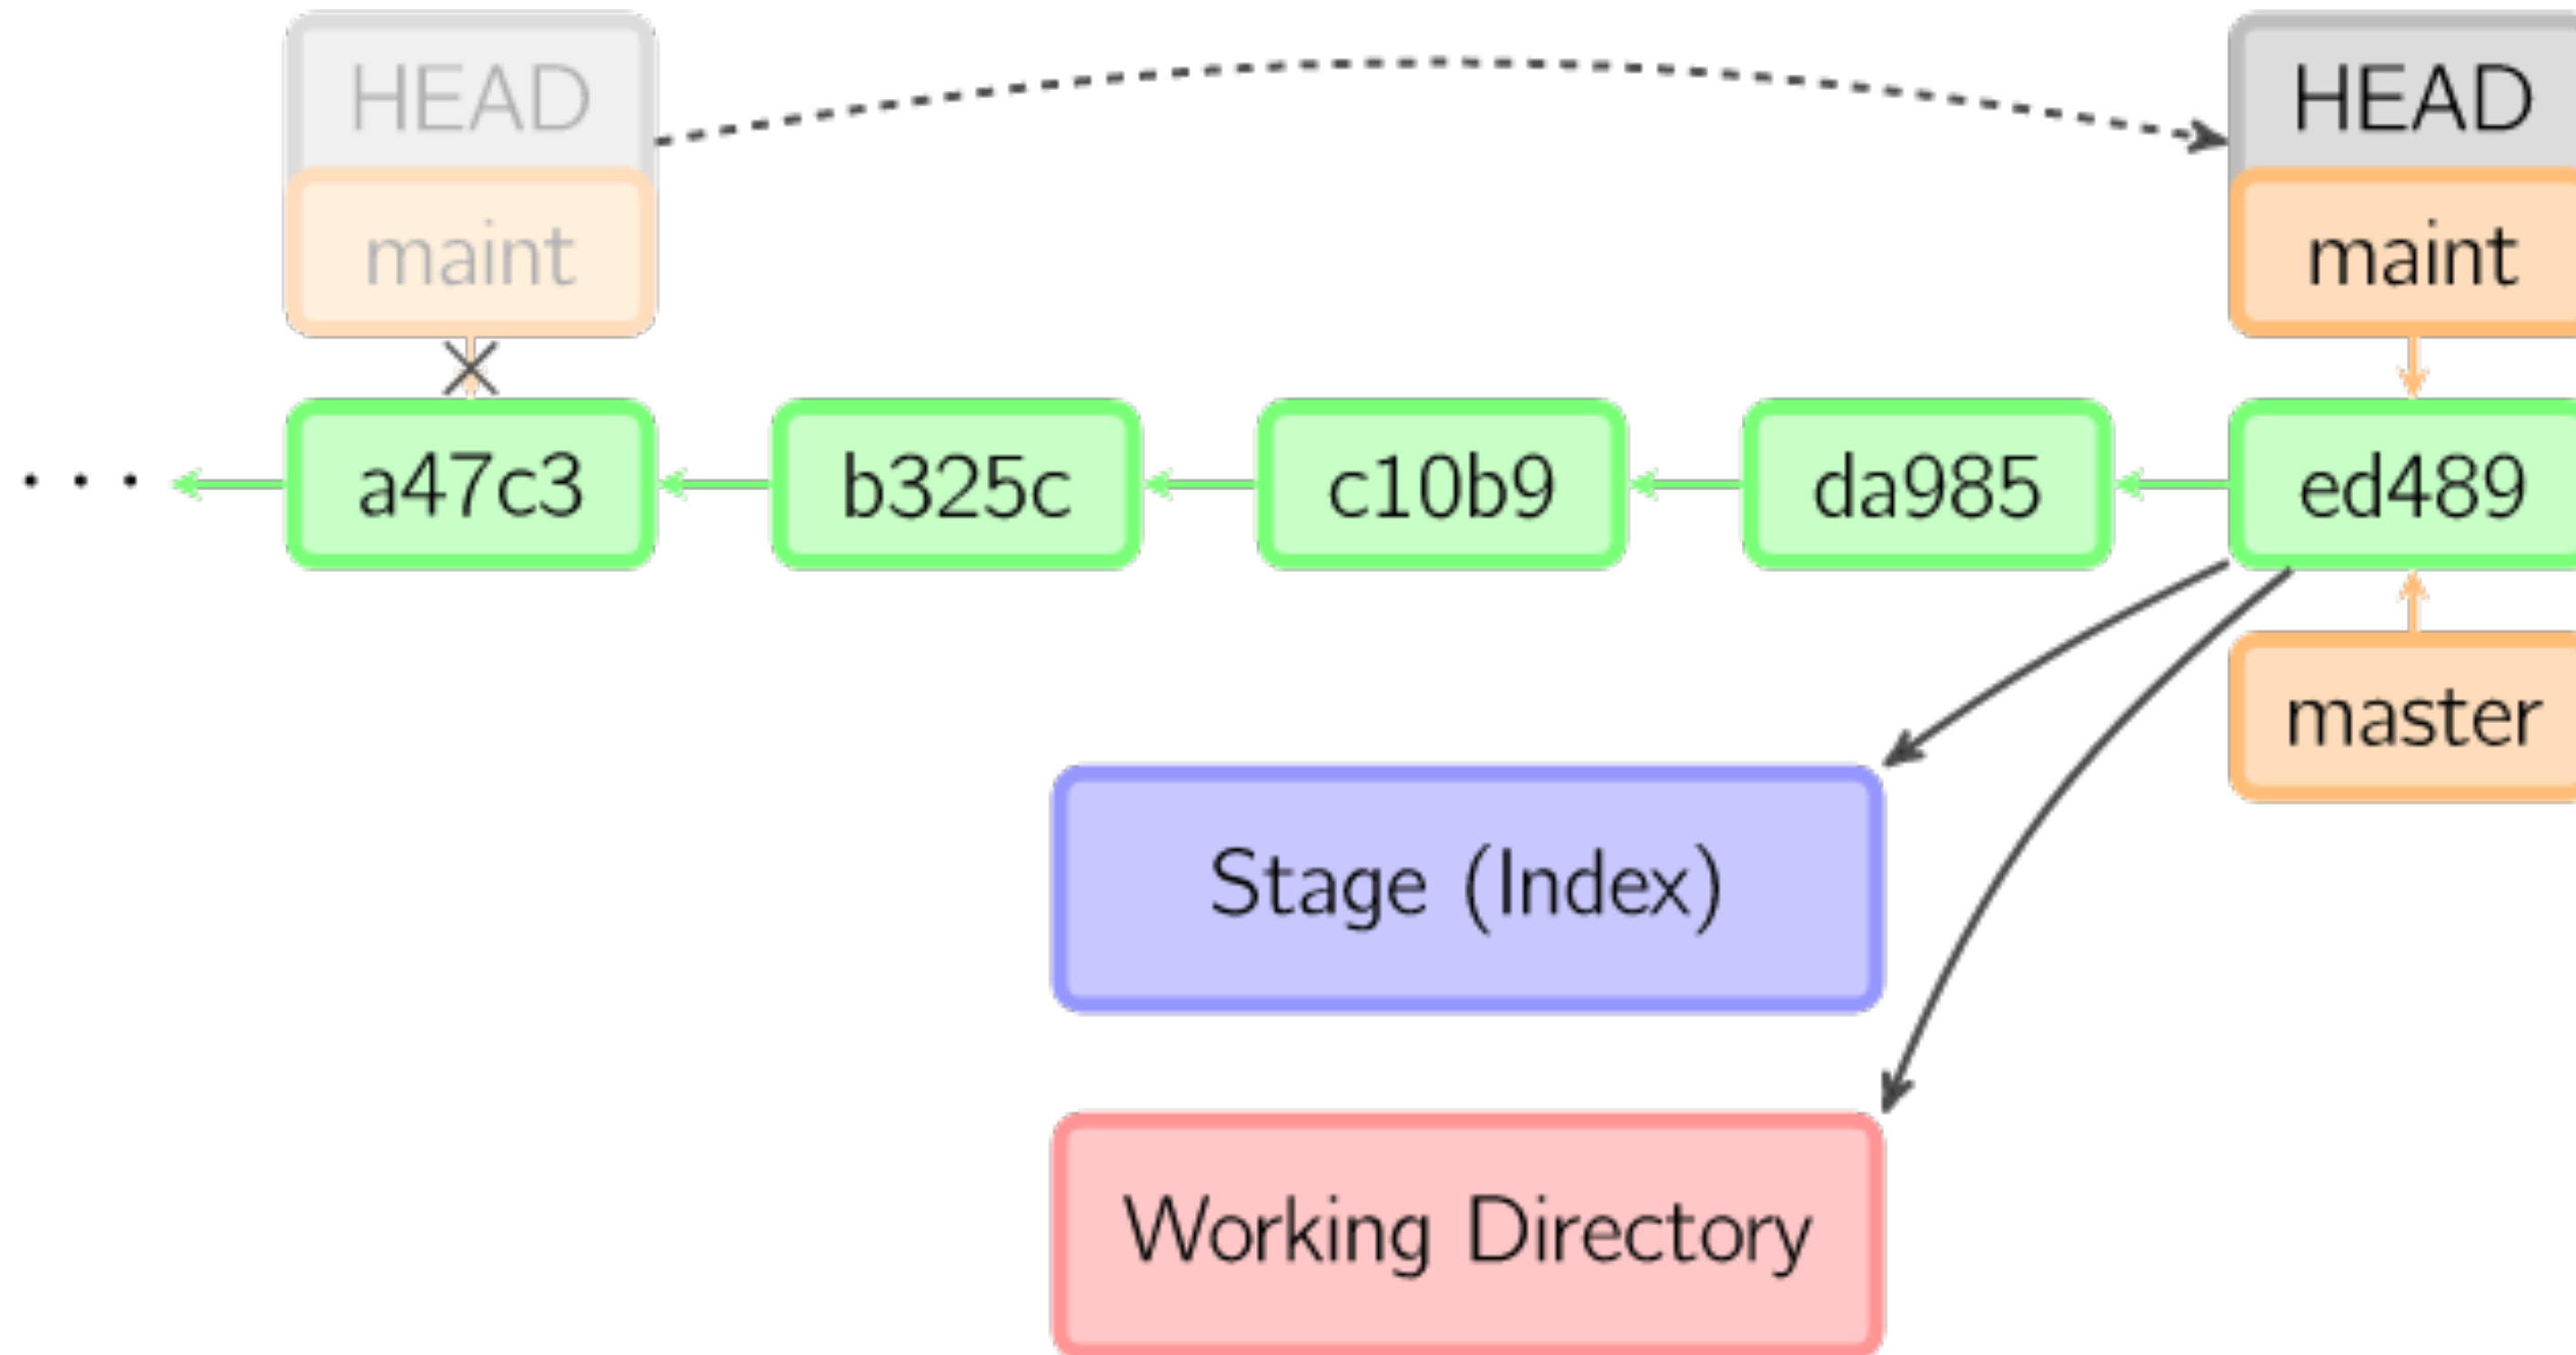 HEAD
HEAD
maint
maint
...
a47c3
b325c
c10b9
da985
ed489
master
Stage (Index)
Working Directory